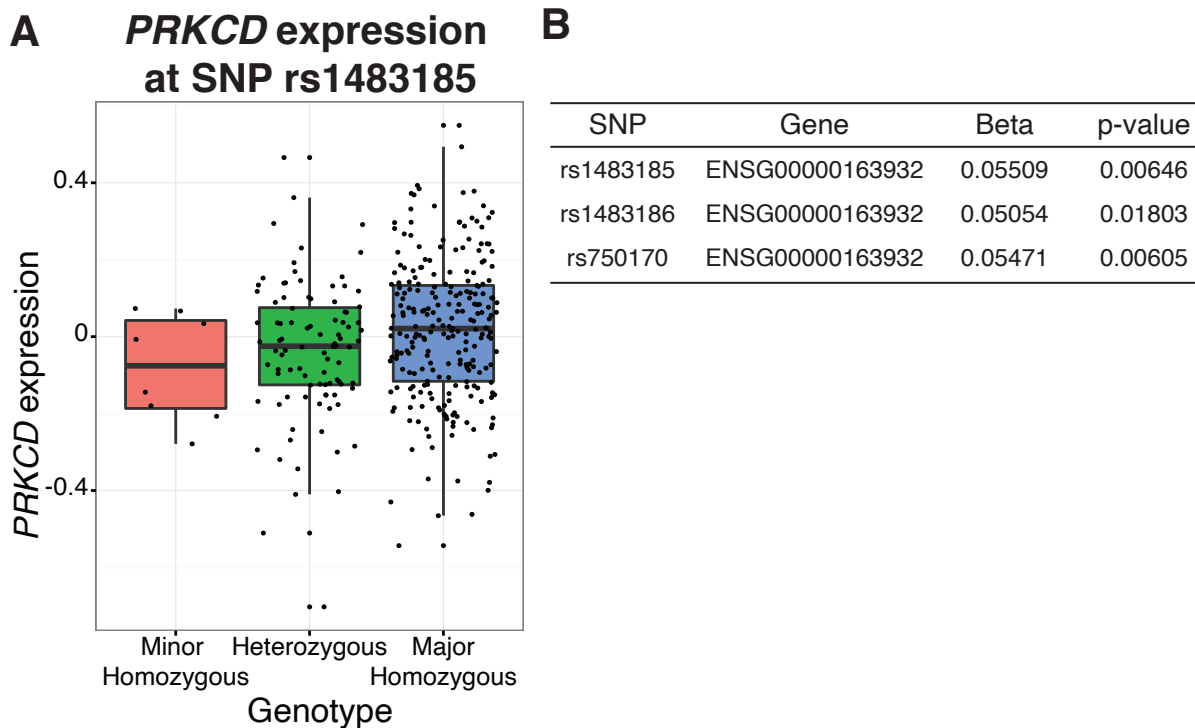 A
PRKCD expression
at SNP rs1483185
PRKCD expression
0.4
0
-0.4
Minor
Homozygous
Heterozygous
Major
Homozygous
Genotype
B
SNP Gene Beta p-value
rs1483185 ENSG00000163932 0.05509 0.00646
rs1483186 ENSG00000163932 0.05054 0.01803
rs750170 ENSG00000163932 0.05471 0.00605